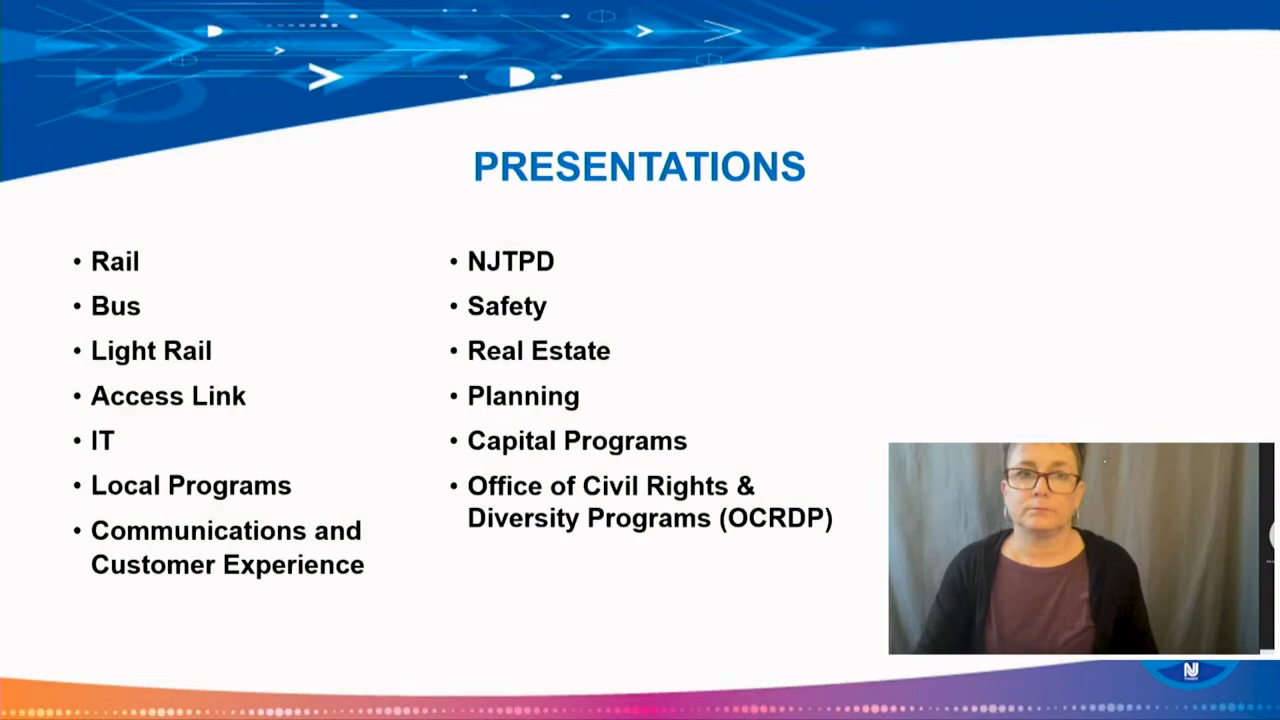 PRESENTATIONS
• Rail
• Bus
• Light Rail
• Access Link
• IT
• Local Programs
• Communications and
Customer Experience
• NJTPD
• Safety
• Real Estate
• Planning
• Capital Programs
• Office of Civil Rights &
Diversity Programs (OCRDP)